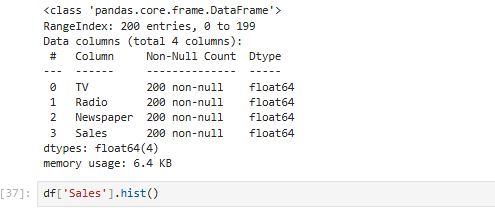 <class 'pandas.core.frame.DataFrame'>
RangeIndex: 200 entries, 0 to 199
Data columns (total 4 columns):
 #   Column     Non-Null Count  Dtype
---  ------     --------------  -----
 0   TV         200 non-null    float64
 1   Radio      200 non-null    float64
 2   Newspaper  200 non-null    float64
 3   Sales      200 non-null    float64
dtypes: float64(4)
memory usage: 6.4 KB
[37]: df['Sales'].hist()